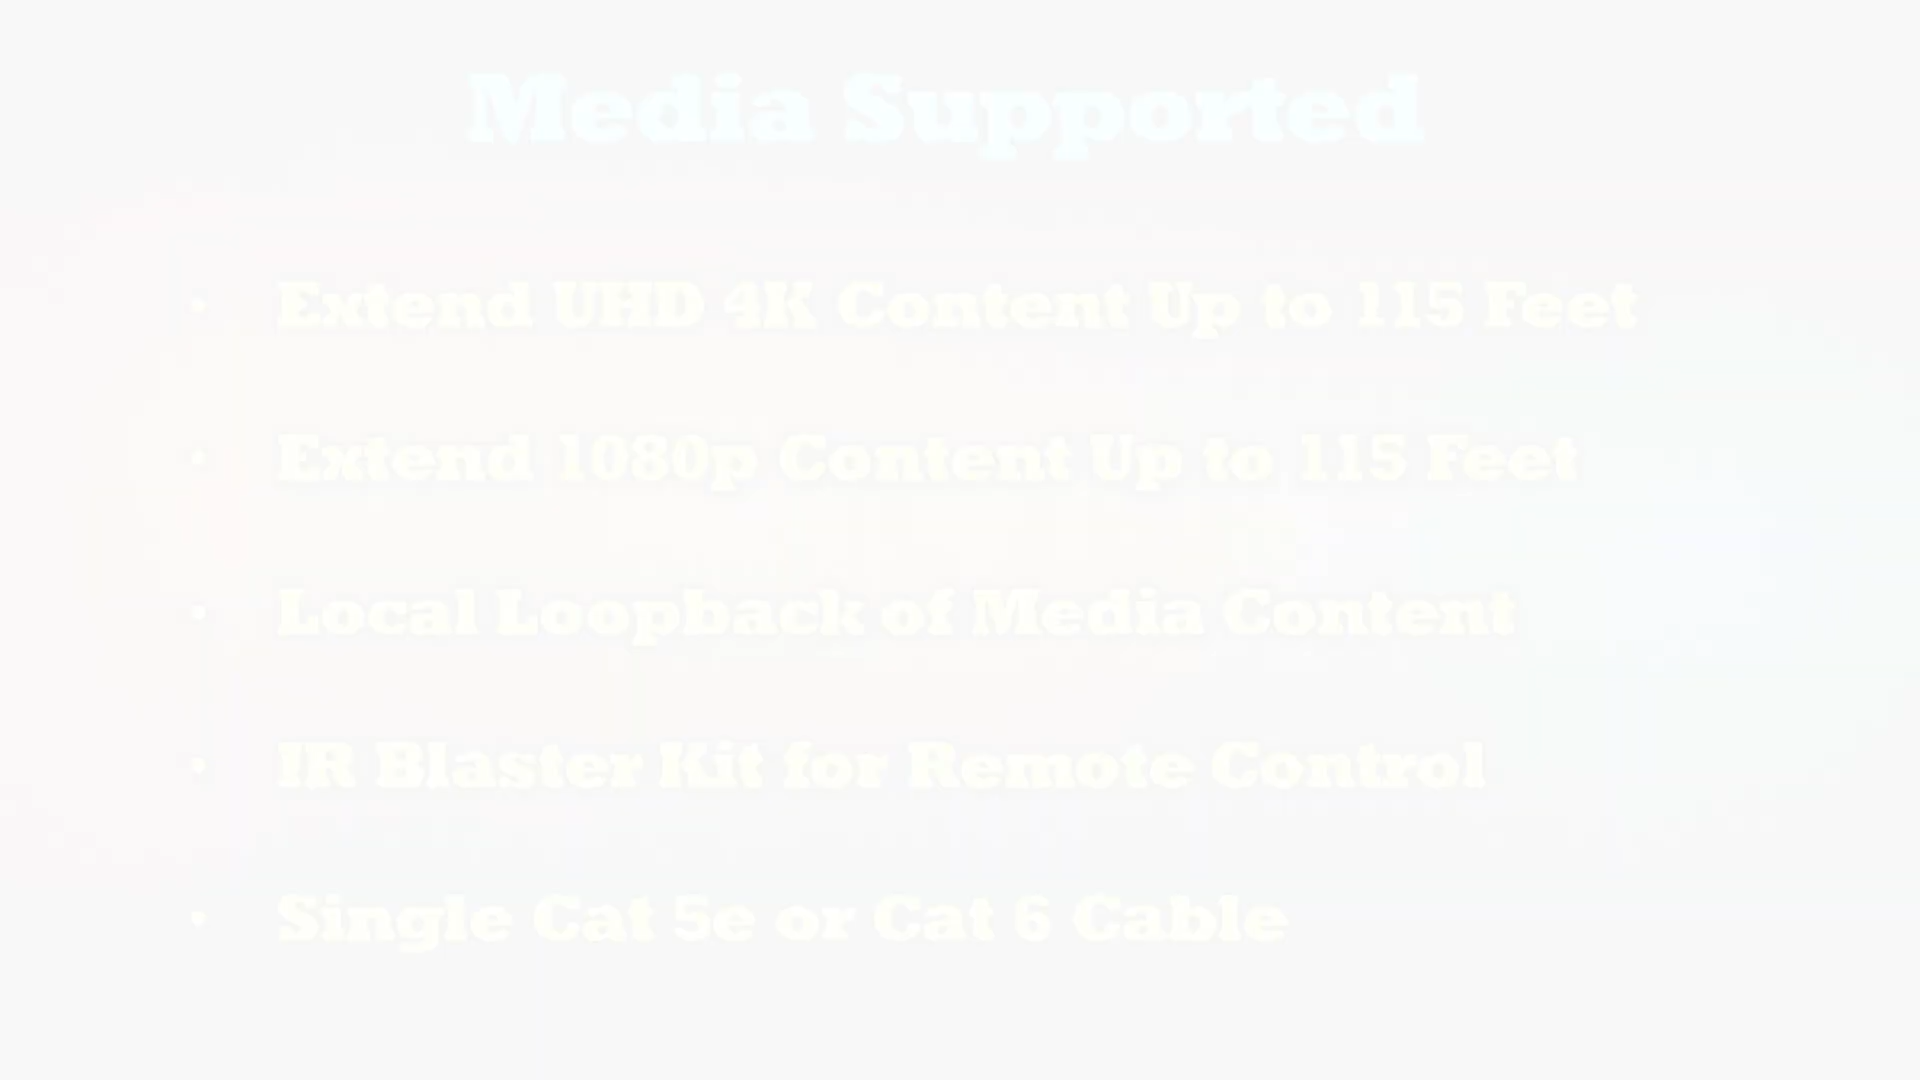 Media Supported
• Extend UHD 4K Content Up to 115 Feet
• Extend 1080p Content Up to 115 Feet
• Local Loopback of Media Content
• IR Blaster Kit for Remote Control
• Single Cat 5e or Cat 6 Cable